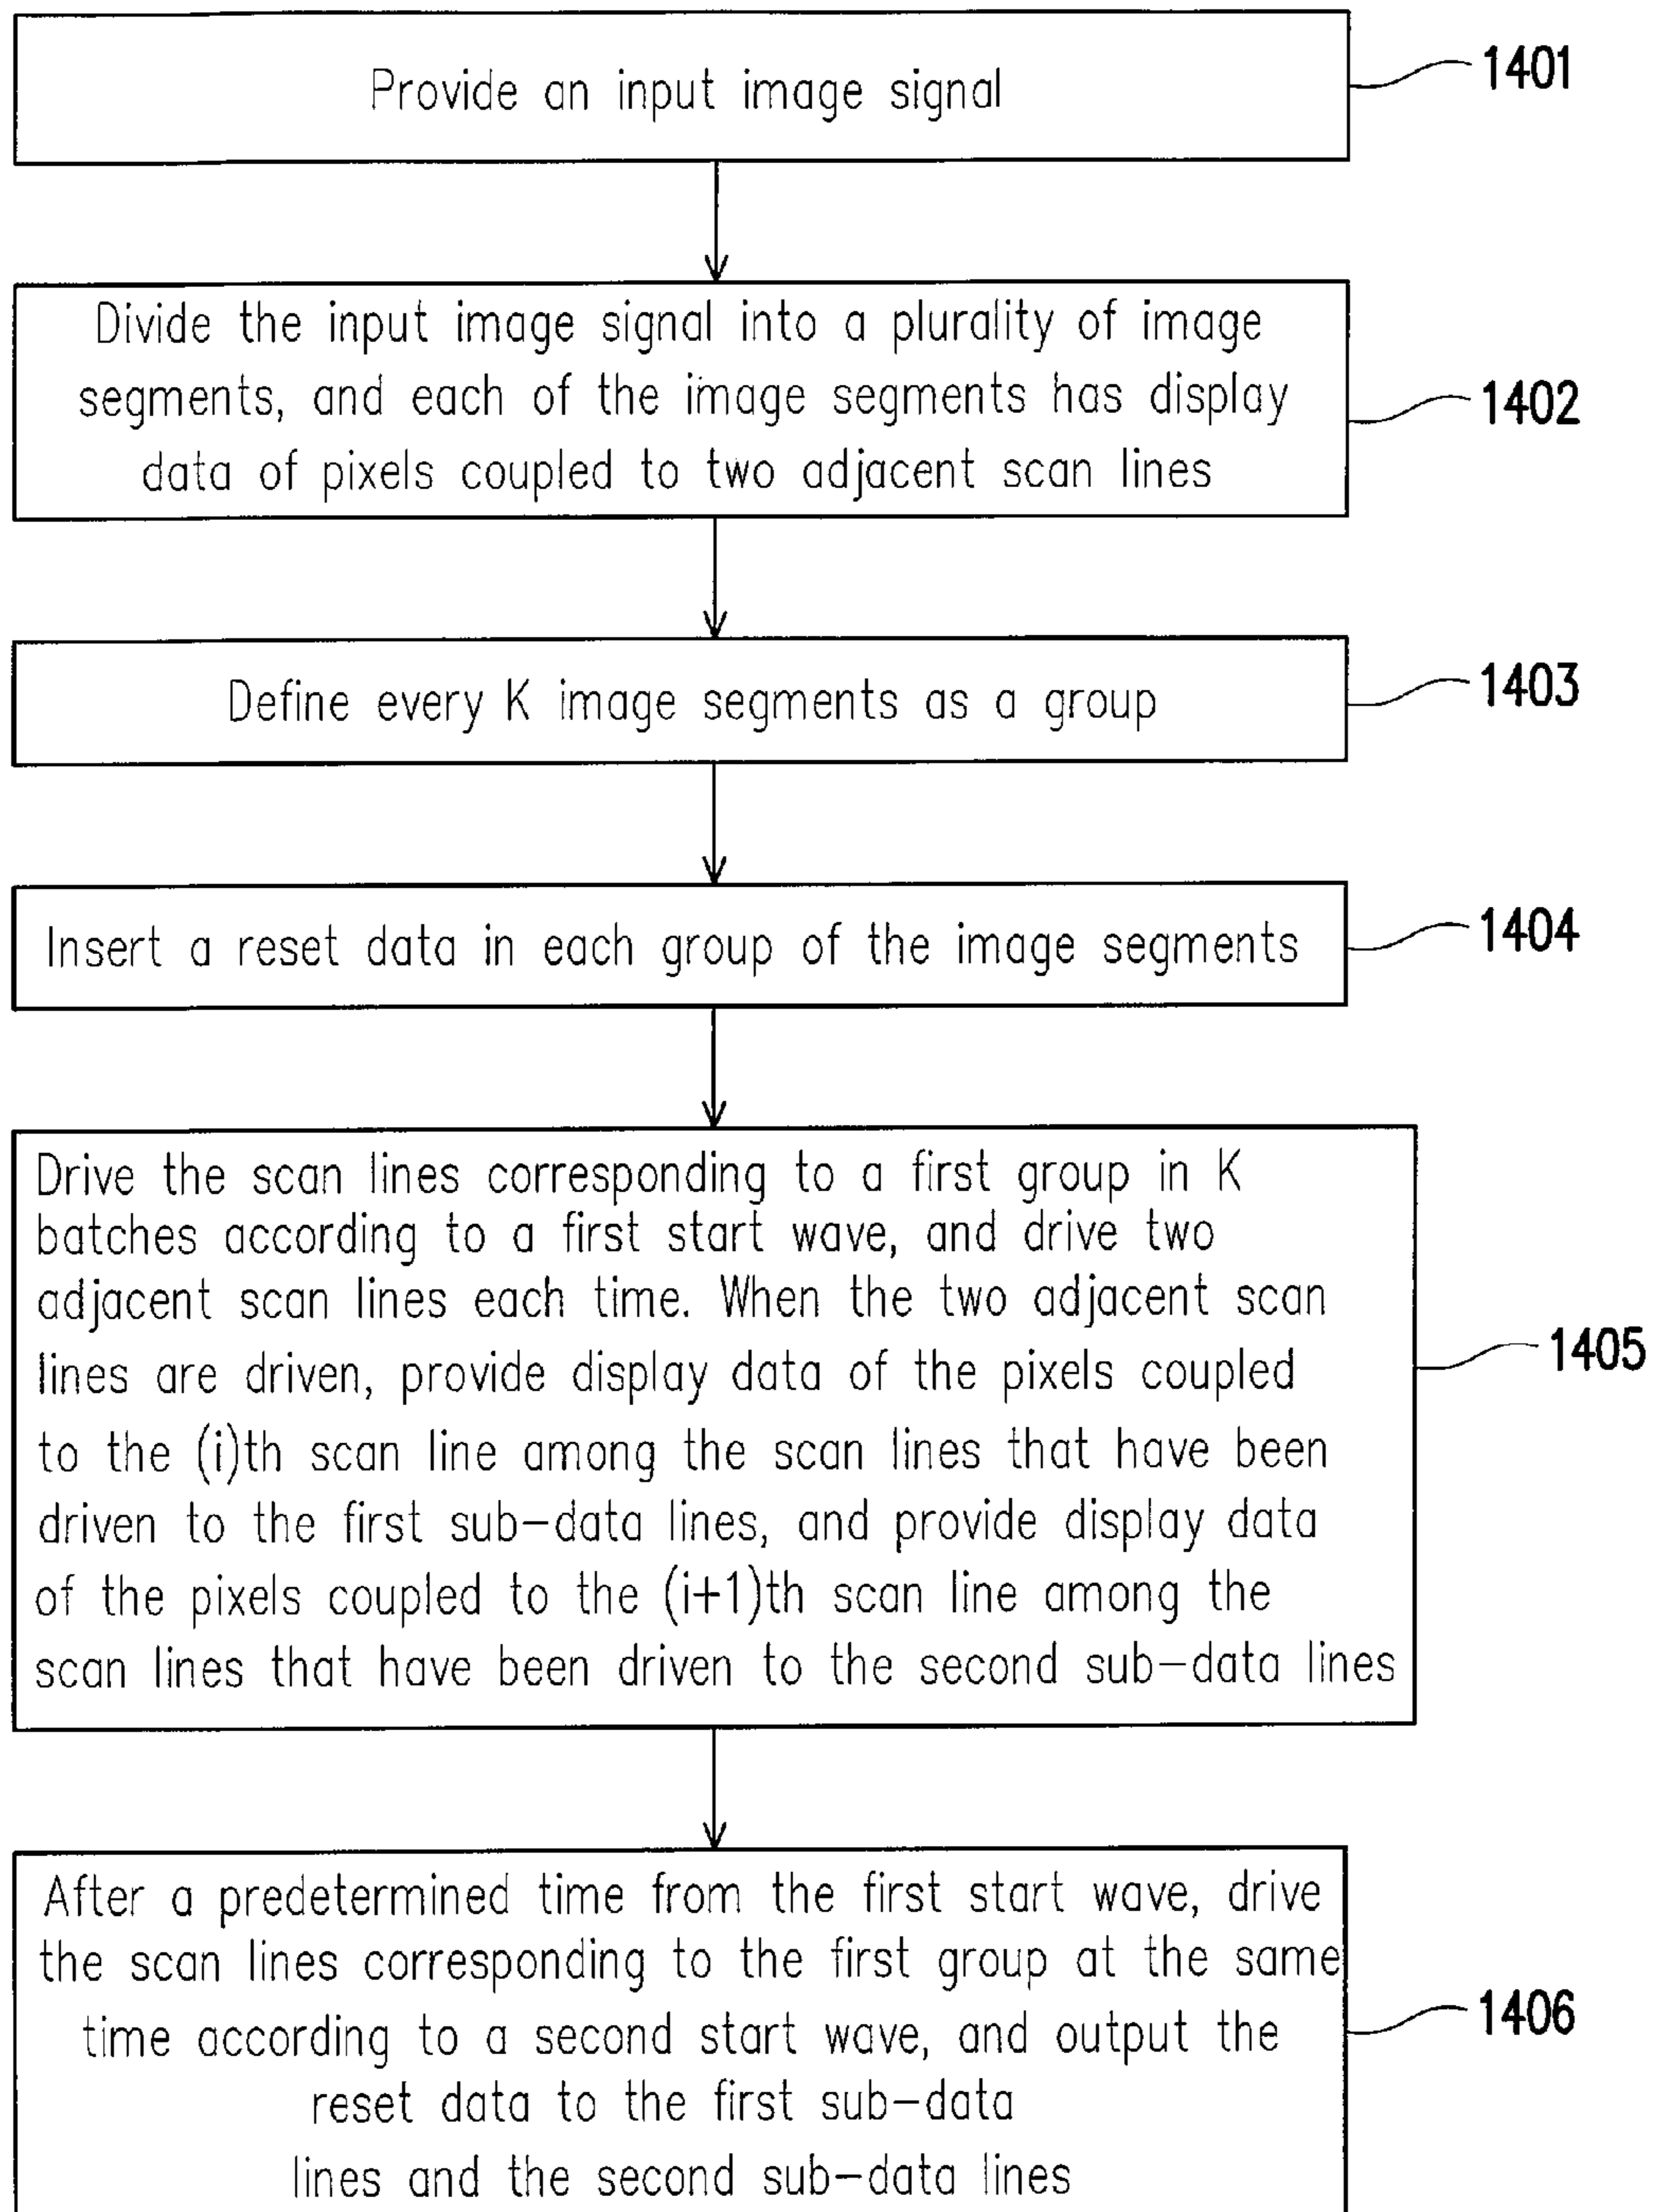 Provide an input image signal
1401
Divide the input image signal into a plurality of image
segments, and each of the image segments has display
data of pixels coupled to two adjacent scan lines
1402
Define every K image segments as a group
1403
Insert a reset data in each group of the image segments
1404
Drive the scan lines corresponding to a first group in K
batches according to a first start wave, and drive two
adjacent scan lines each time. When the two adjacent scan
lines are driven, provide display data of the pixels coupled
to the (i)th scan line among the scan lines that have been
driven to the first sub-data lines, and provide display data
of the pixels coupled to the (i+1)th scan line among the
scan lines that have been driven to the second sub-data lines
1405
After a predetermined time from the first start wave, drive
the scan lines corresponding to the first group at the same
time according to a second start wave, and output the
reset data to the first sub-data
lines and the second sub-data lines
1406